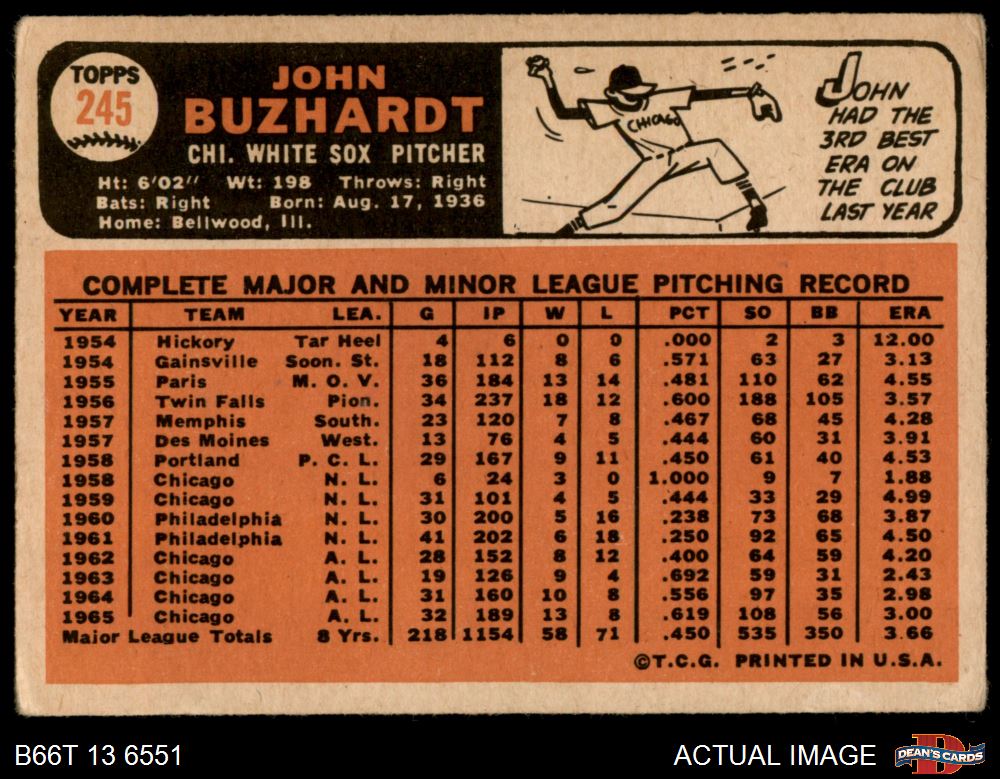 TOPPS
245
JOHN
BUZHARDT
CHI. WHITE SOX PITCHER
Ht: 6'02" Wt: 198 Throws: Right
Bats: Right Born: Aug. 17, 1936
Home: Bellwood, Ill.
CHICAGO
JOHN
HAD THE
3RD BEST
ERA ON
THE CLUB
LAST YEAR
COMPLETE MAJOR AND MINOR LEAGUE PITCHING RECORD
YEAR TEAM LEA. G IP W L PCT SO BB ERA
1954 Hickory Tar Heel 4 6 0 0 .000 2 3 12.00
1954 Gainsville Soon. St. 18 112 8 6 .571 63 27 3.13
1955 Paris M. O. V. 36 184 13 14 .481 110 62 4.55
1956 Twin Falls Pion. 34 237 18 12 .600 188 105 3.57
1957 Memphis South. 23 120 7 8 .467 68 45 4.28
1957 Des Moines West. 13 76 4 5 .444 60 31 3.91
1958 Portland P. C. L. 29 167 9 11 .450 61 40 4.53
1958 Chicago N. L. 6 24 3 0 1.000 9 7 1.88
1959 Chicago N. L. 31 101 4 5 .444 33 29 4.99
1960 Philadelphia N. L. 30 200 5 16 .238 73 68 3.87
1961 Philadelphia N. L. 41 202 6 18 .250 92 65 4.50
1962 Chicago A. L. 28 152 8 12 .400 64 59 4.20
1963 Chicago A. L. 19 126 9 4 .692 59 31 2.43
1964 Chicago A. L. 31 160 10 8 .556 97 35 2.98
1965 Chicago A. L. 32 189 13 8 .619 108 56 3.00
Major League Totals 8 Yrs. 218 1154 58 71 .450 535 350 3.66
©T.C.G. PRINTED IN U.S.A.
B66T 13 6551
ACTUAL IMAGE
DEAN'S CARDS